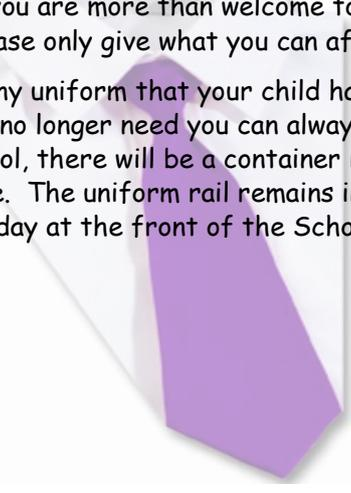 ou are more than welcome to
ase only give what you can af
ny uniform that your child ha
no longer need you can alway
ol, there will be a container
e. The uniform rail remains i
day at the front of the Scho